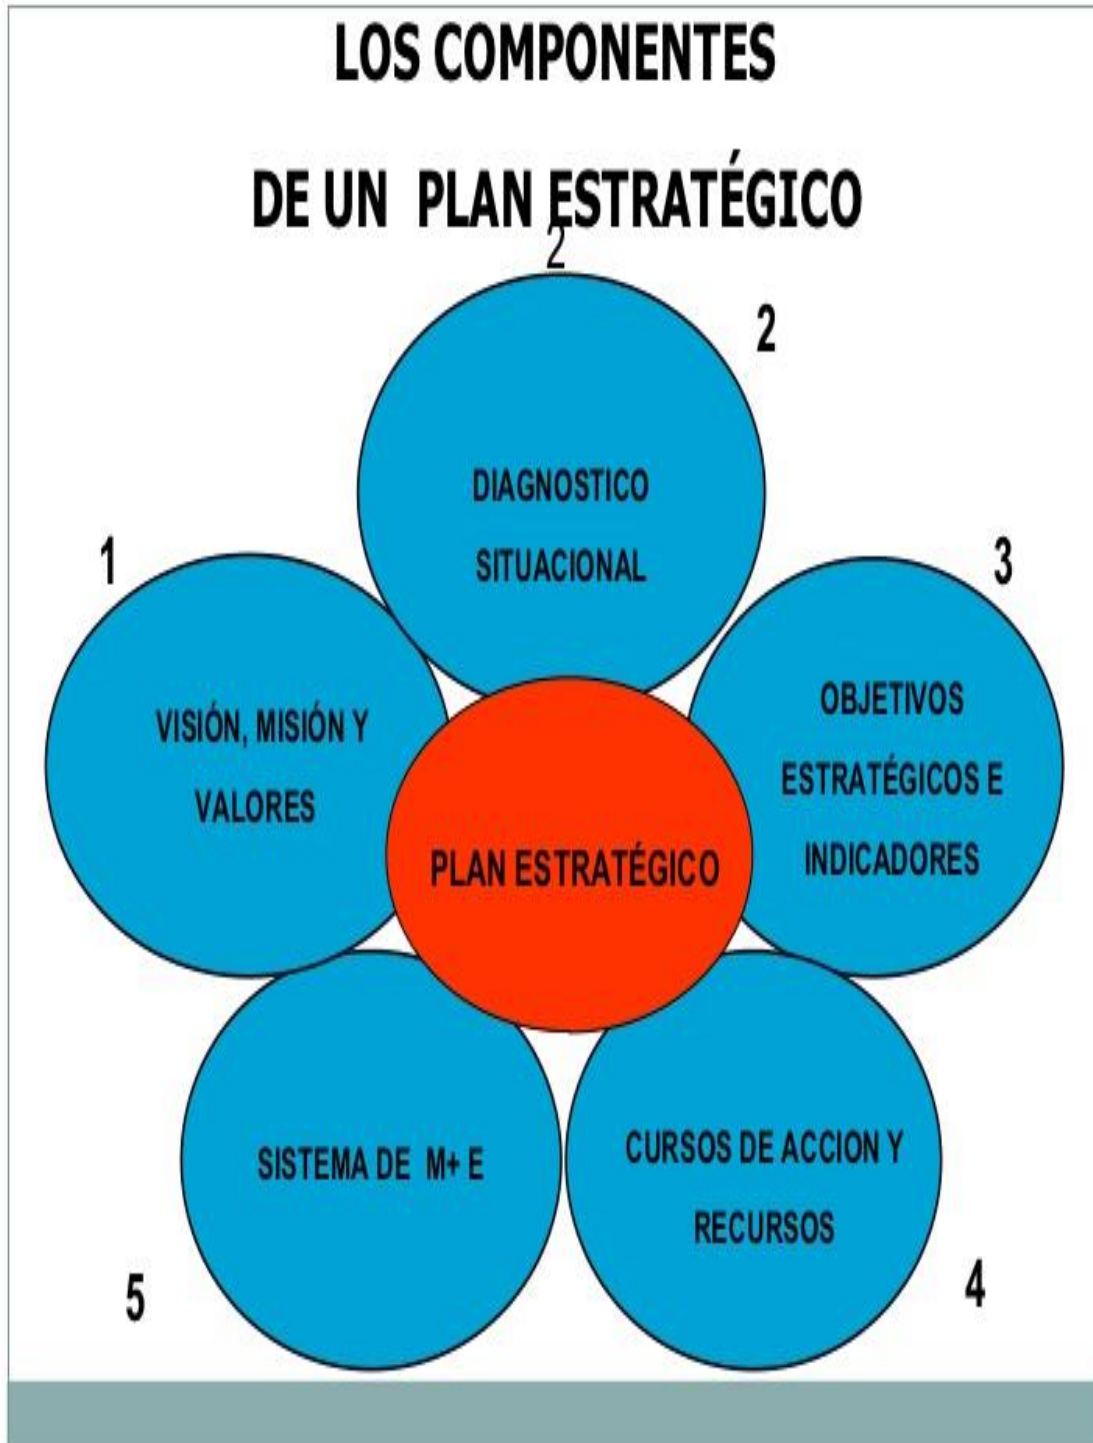 LOS COMPONENTES
DE UN PLAN ESTRATÉGICO
2
2
DIAGNOSTICO
SITUACIONAL
1
VISIÓN, MISIÓN Y
VALORES
3
OBJETIVOS
ESTRATÉGICOS E
INDICADORES
PLAN ESTRATÉGICO
SISTEMA DE M+ E
5
CURSOS DE ACCION Y
RECURSOS
4